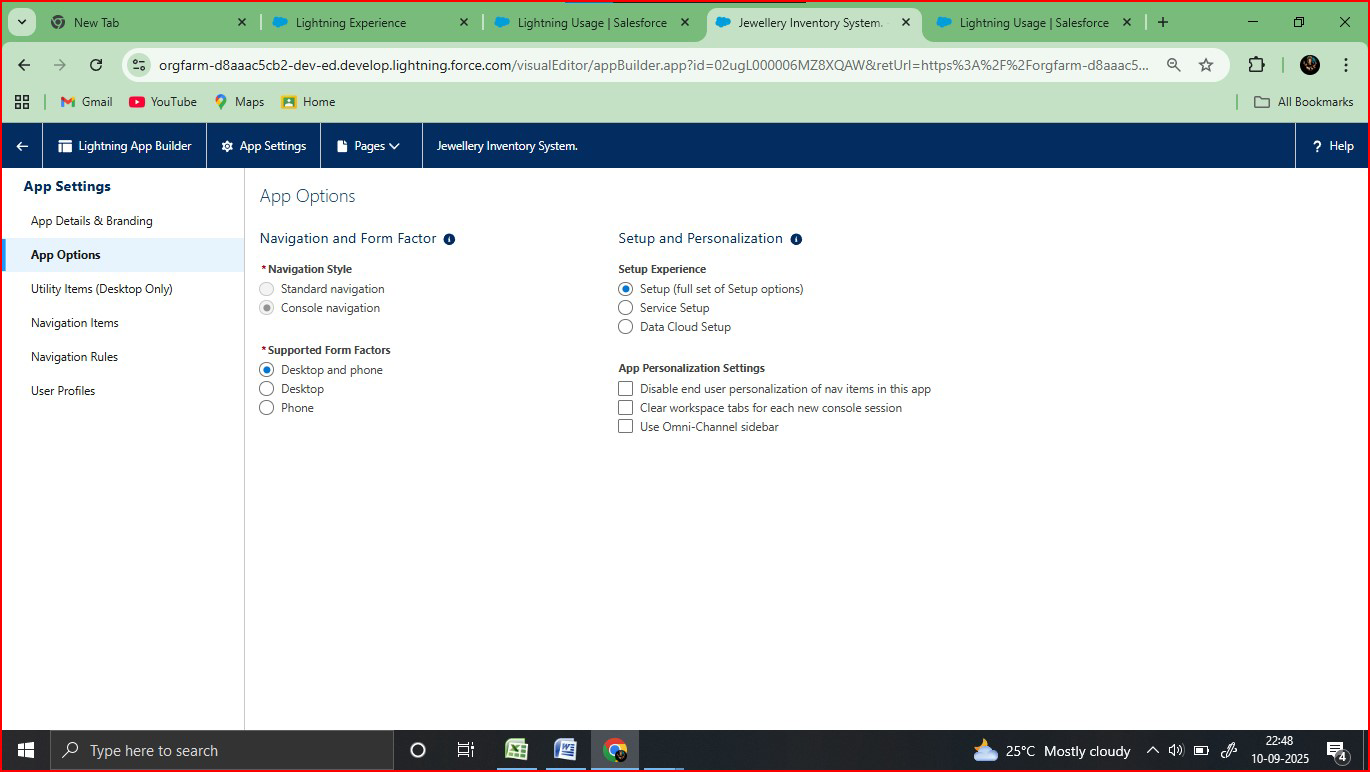 New Tab
Lightning Experience
Lightning Usage | Salesforce
Jewellery Inventory System.
Lightning Usage | Salesforce
orgfarm-d8aaac5cb2-dev-ed.develop.lightning.force.com/visualEditor/appBuilder.app?id=02ugL000006MZ8XQAW&retUrl=https%3A%2F%2Forgfarm-d8aaac5...
Gmail
YouTube
Maps
Home
All Bookmarks
Lightning App Builder
App Settings
Pages
Jewellery Inventory System.
? Help
App Settings
App Details & Branding
App Options
Utility Items (Desktop Only)
Navigation Items
Navigation Rules
User Profiles
App Options
Navigation and Form Factor
*Navigation Style
Standard navigation
Console navigation
*Supported Form Factors
Desktop and phone
Desktop
Phone
Setup and Personalization
Setup Experience
Setup (full set of Setup options)
Service Setup
Data Cloud Setup
App Personalization Settings
Disable end user personalization of nav items in this app
Clear workspace tabs for each new console session
Use Omni-Channel sidebar
Type here to search
25°C Mostly cloudy
22:48
10-09-2025
4